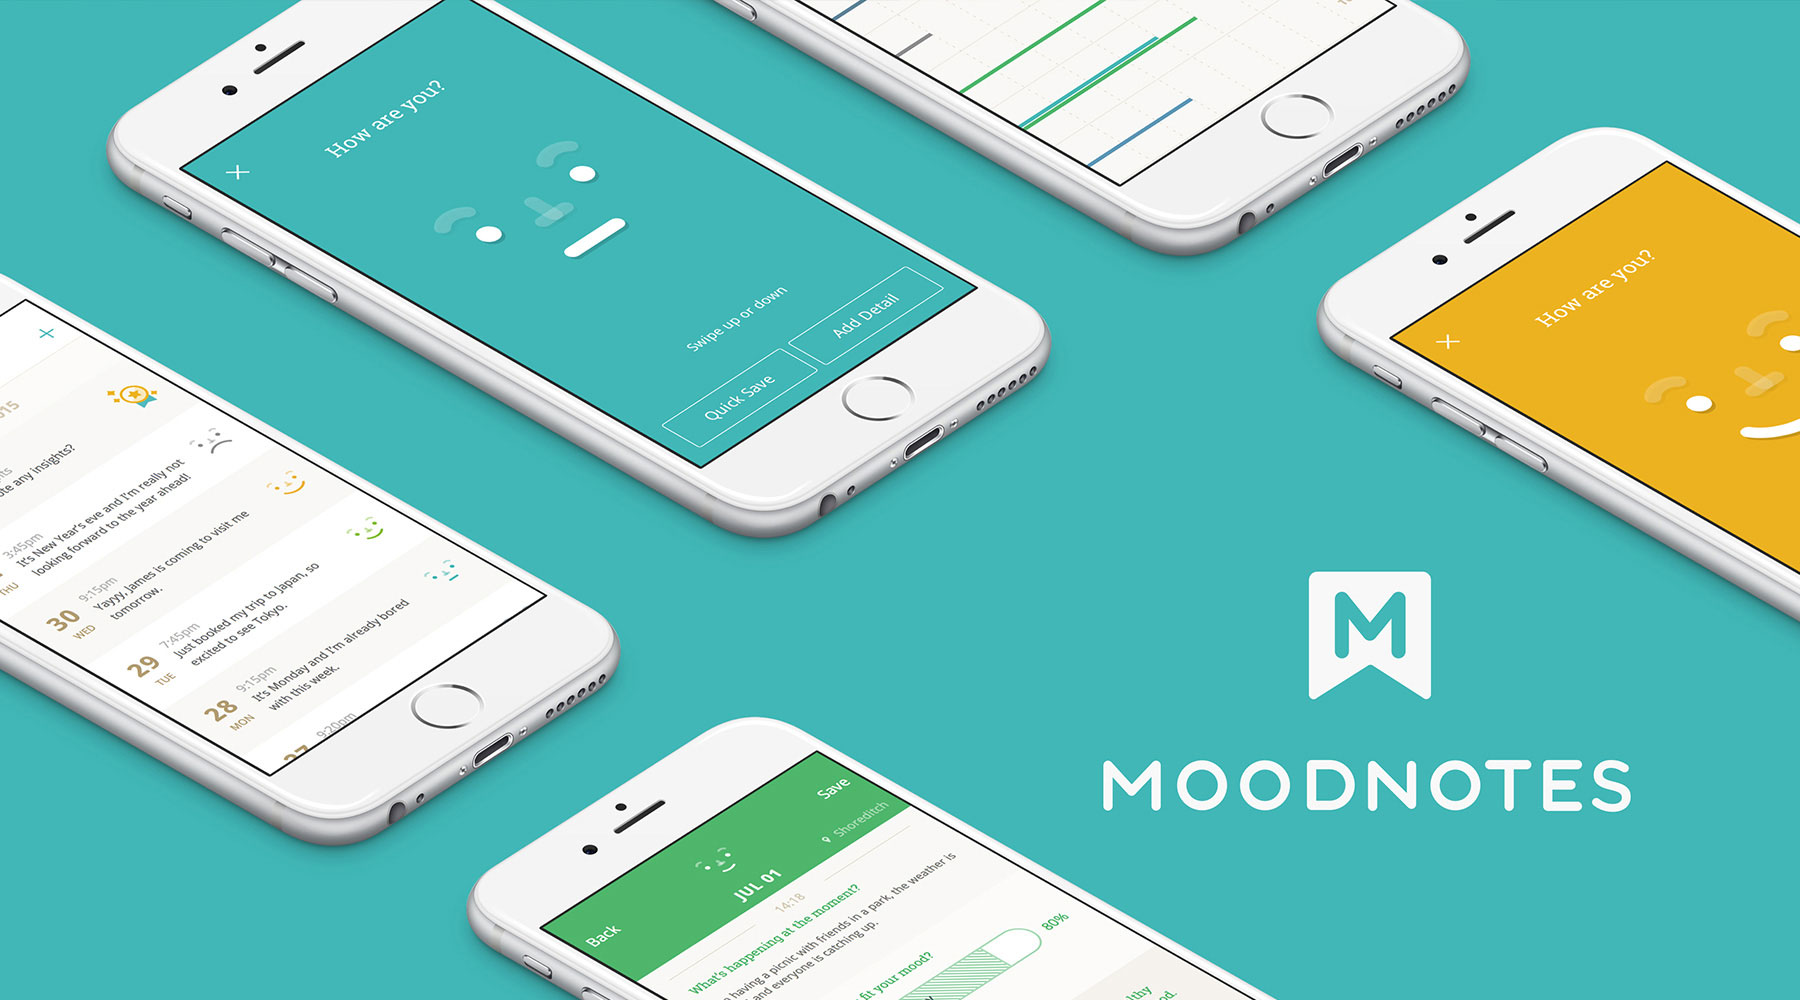 How are you?
Swipe up or down
Quick Save
Add Detail
How are you?
any insights?
3:45pm
It's New Year's eve and I'm really not
looking forward to the year ahead!
30
WED
9:15pm
Yayyy, James is coming to visit me
tomorrow.
29
TUE
7:45pm
Just booked my trip to Japan, so
excited to see Tokyo.
28
MON
9:15pm
It's Monday and I'm already bored
with this week.
9:20pm
M
MOODNOTES
Back
Save
JUL 01
Shoreditch
14:18
What's happening at the moment?
having a picnic with friends in a park, the weather is
and everyone is catching up.
fit your mood?
80%